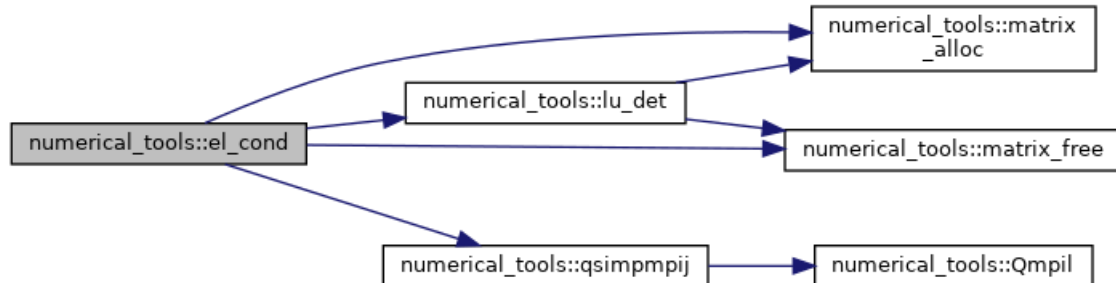 numerical_tools::matrix
_alloc
numerical_tools::lu_det
numerical_tools::el_cond
numerical_tools::matrix_free
numerical_tools::qsimpmpij
numerical_tools::Qmpil